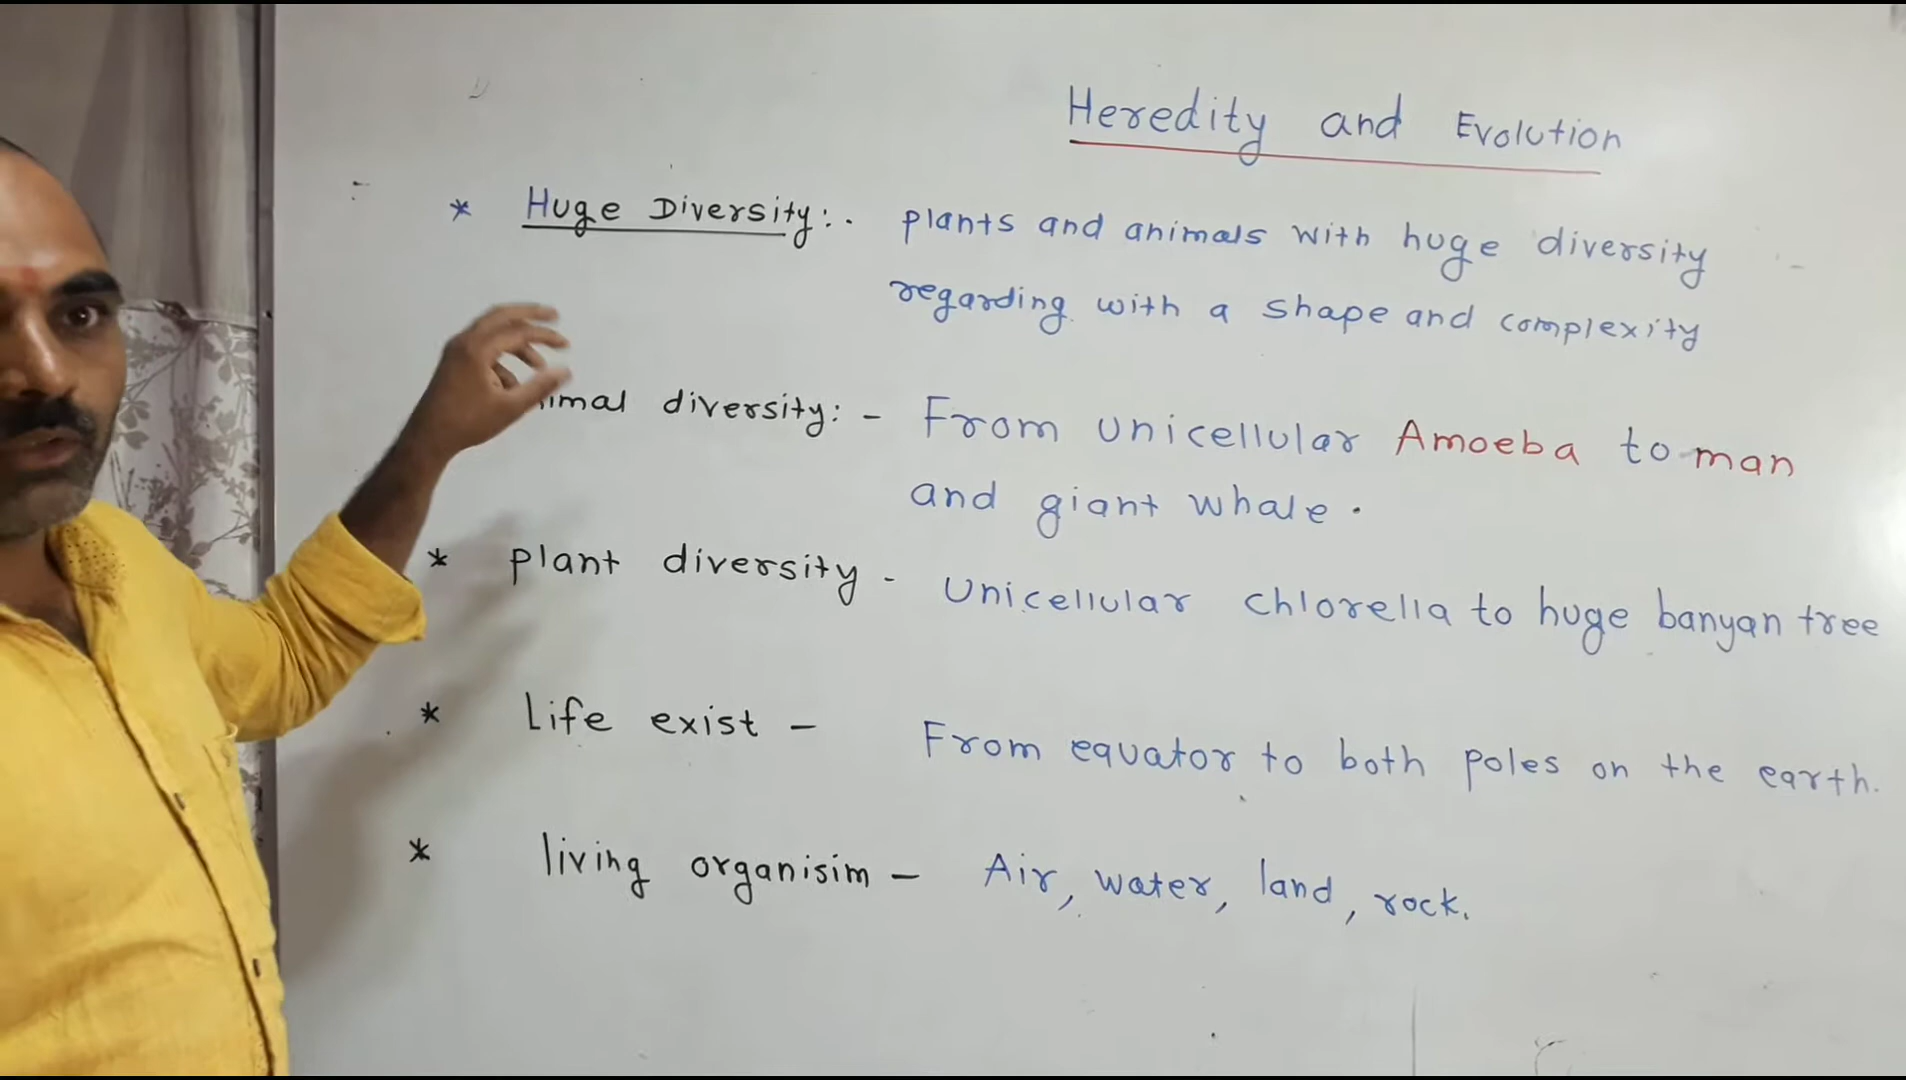 Heredity and Evolution
* Huge Diversity:- plants and animals with huge diversity
regarding with a shape and complexity
diversity: - From unicellular Amoeba to man
and giant whale.
* plant diversity - Unicellular chlorella to huge banyan tree
* Life exist - From equator to both poles on the earth.
* living organisim - Air, water, land, rock.